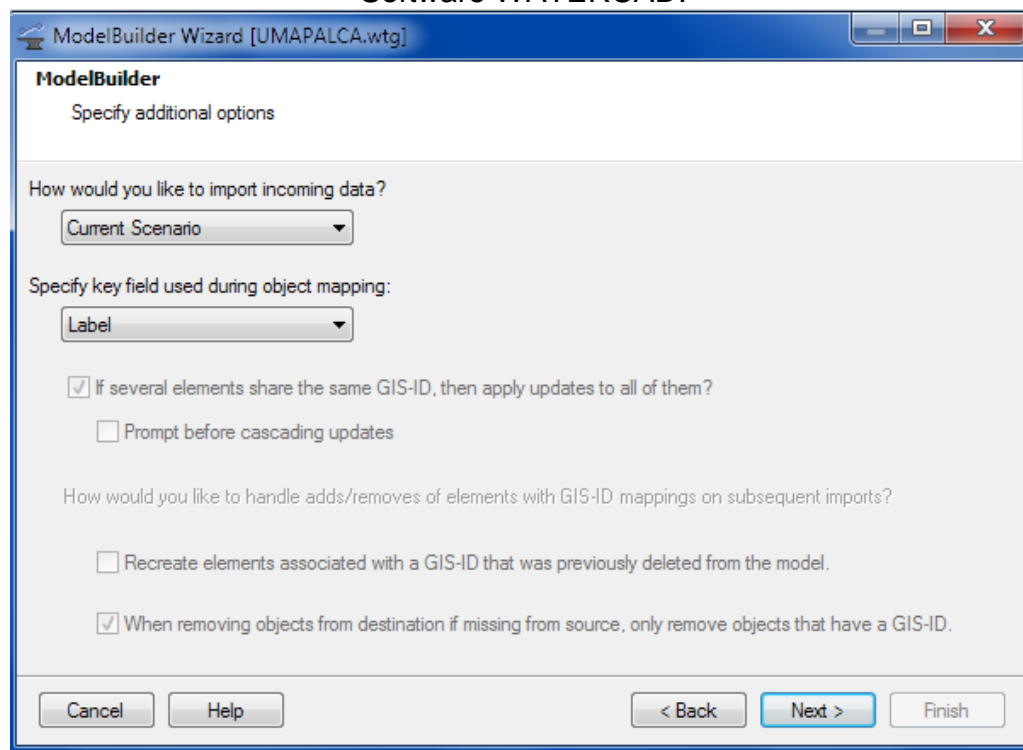 Software WATERCAD.
ModelBuilder Wizard [UMAPALCA.wtg]
ModelBuilder
Specify additional options
How would you like to import incoming data?
Current Scenario
Specify key field used during object mapping:
Label
If several elements share the same GIS-ID, then apply updates to all of them?
Prompt before cascading updates
How would you like to handle adds/removes of elements with GIS-ID mappings on subsequent imports?
Recreate elements associated with a GIS-ID that was previously deleted from the model.
When removing objects from destination if missing from source, only remove objects that have a GIS-ID.
Cancel Help < Back Next > Finish